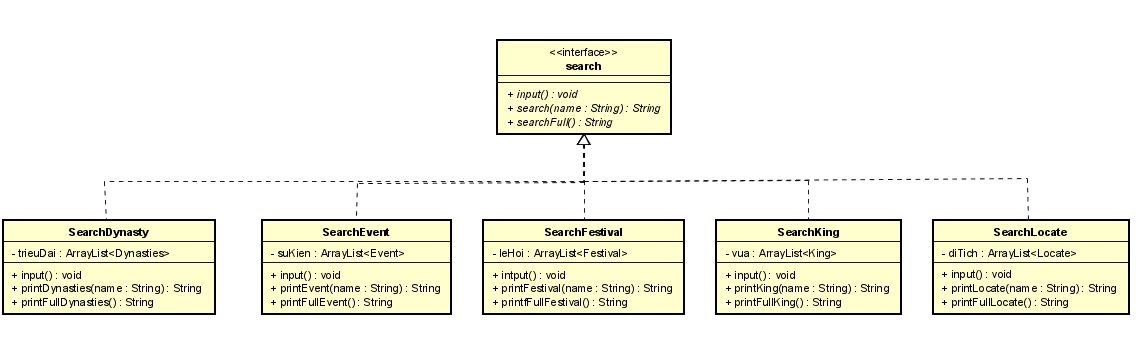 <<interface>>
search
+ input() : void
+ search(name : String) : String
+ searchFull() : String
SearchDynasty
- trieuDai : ArrayList<Dynasties>
+ input() : void
+ printDynasties(name : String) : String
+ printFullDynasties() : String
SearchEvent
- suKien : ArrayList<Event>
+ input() : void
+ printEvent(name : String) : String
+ printFullEvent() : String
SearchFestival
- leHoi : ArrayList<Festival>
+ intput() : void
+ printFestival(name : String) : String
+ printfFullFestival() : String
SearchKing
- vua : ArrayList<King>
+ input() : void
+ printKing(name : String) : String
+ printFullKing() : String
SearchLocate
- diTich : ArrayList<Locate>
+ input() : void
+ printLocate(name : String) : String
+ printFullLocate() : String